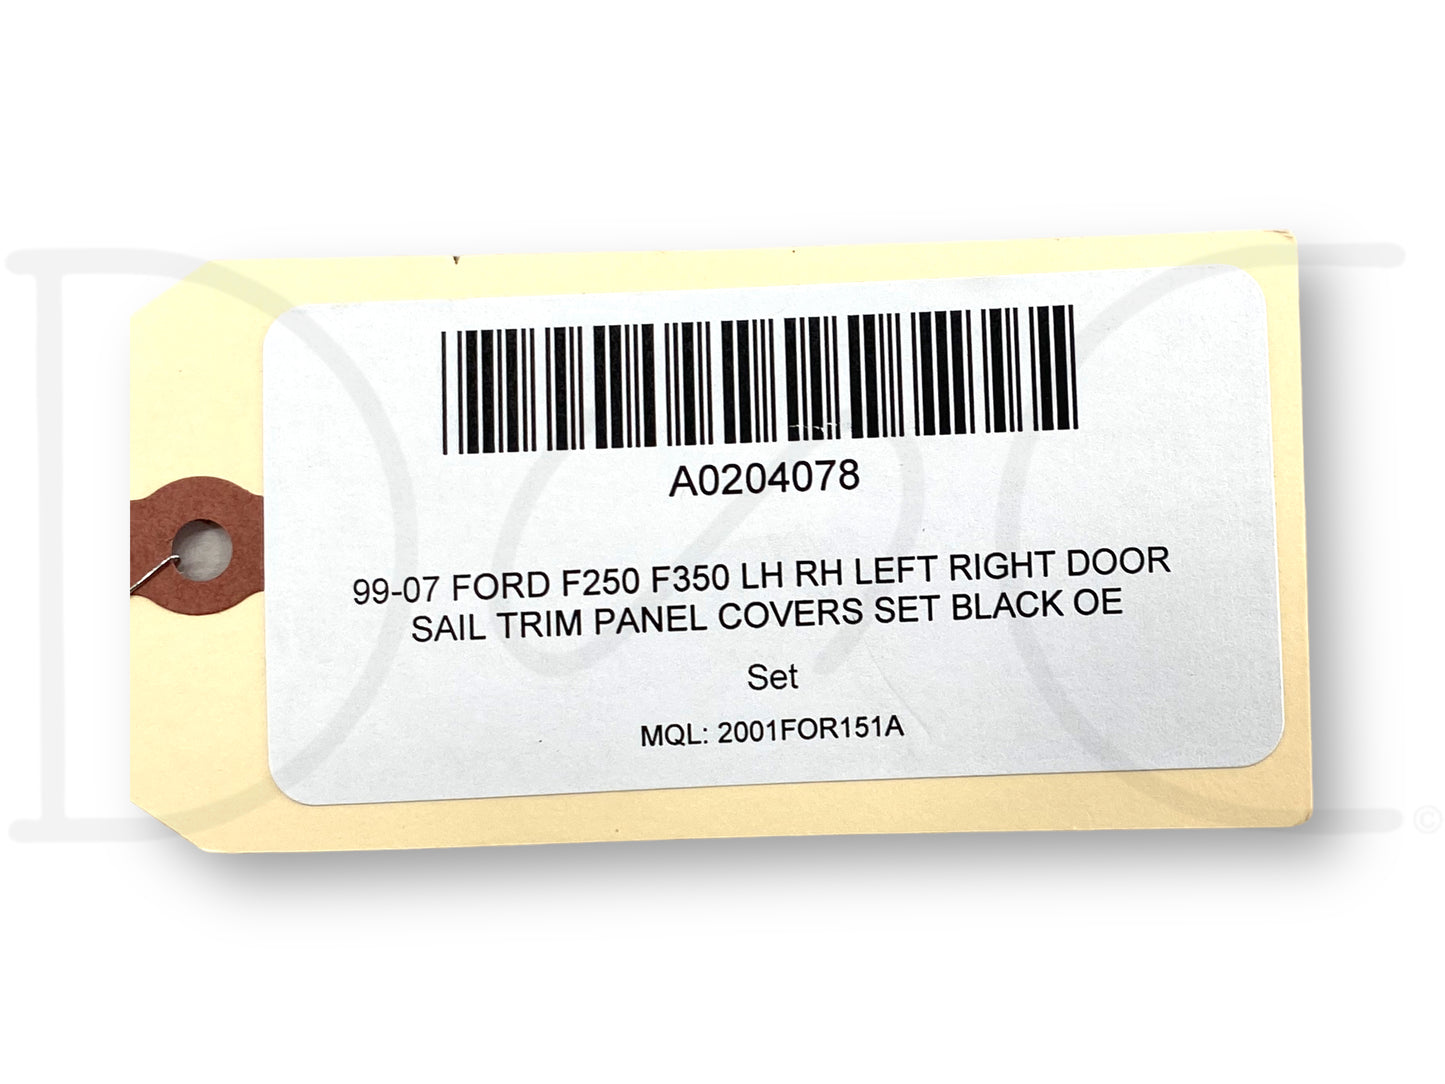 A0204078
99-07 FORD F250 F350 LH RH LEFT RIGHT DOOR
SAIL TRIM PANEL COVERS SET BLACK OE
Set
MQL: 2001FOR151A
©